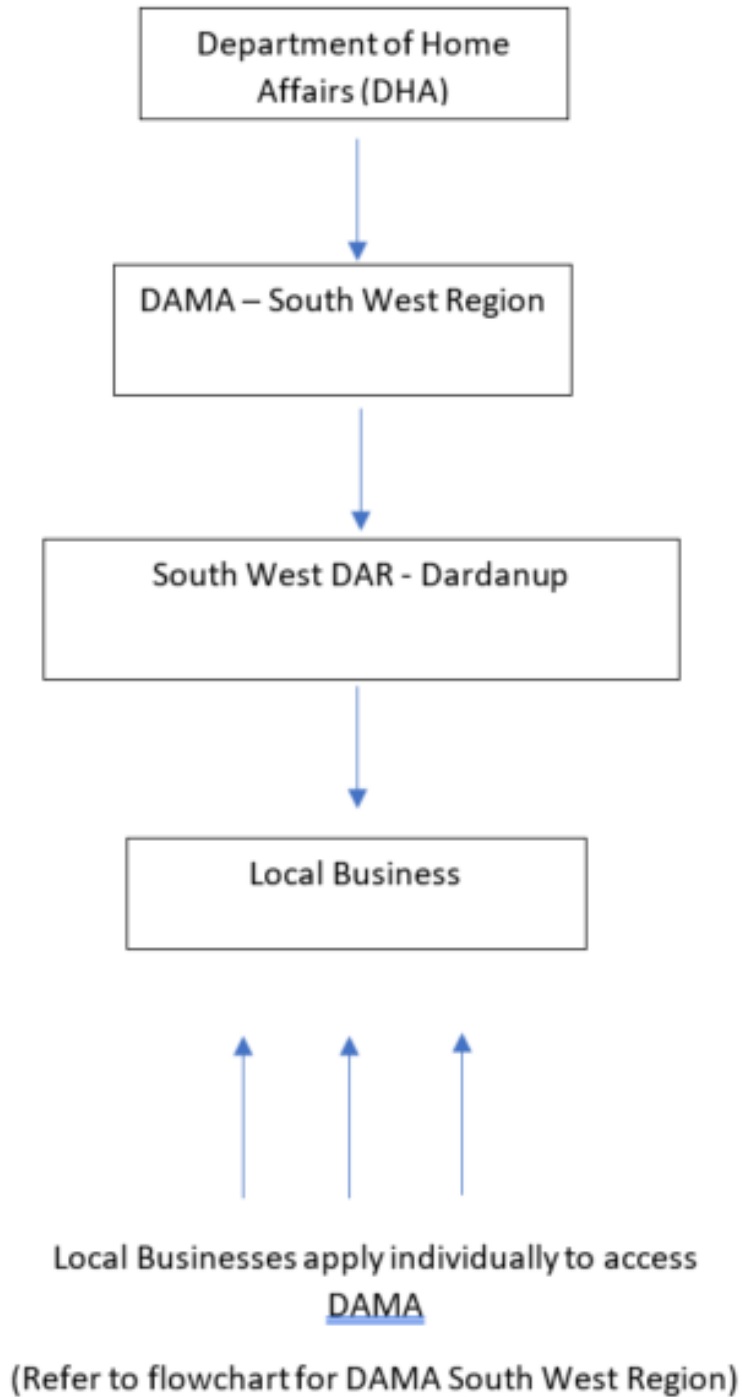 Department of Home
Affairs (DHA)
DAMA – South West Region
South West DAR - Dardanup
Local Business
Local Businesses apply individually to access
DAMA
(Refer to flowchart for DAMA South West Region)